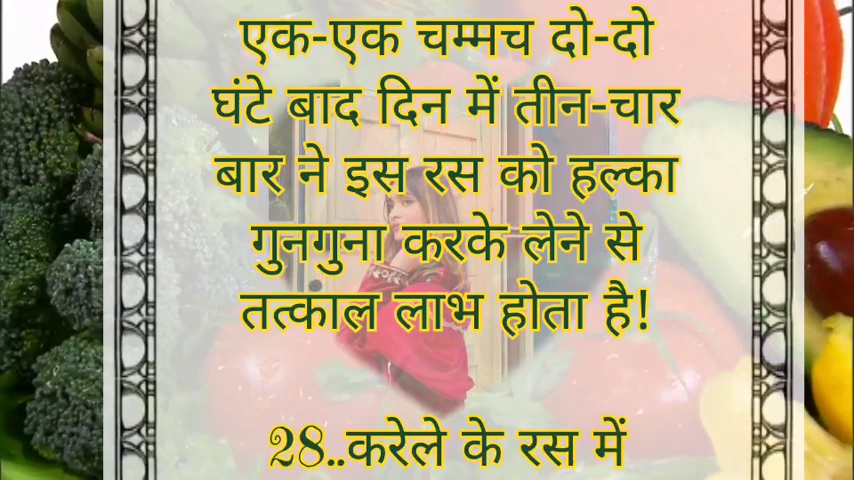 एक-एक चम्मच दो-दो
घंटे बाद दिन में तीन-चार
बार ने इस रस को हल्का
गुनगुना करके लेने से
तत्काल लाभ होता है!
28..करेले के रस में